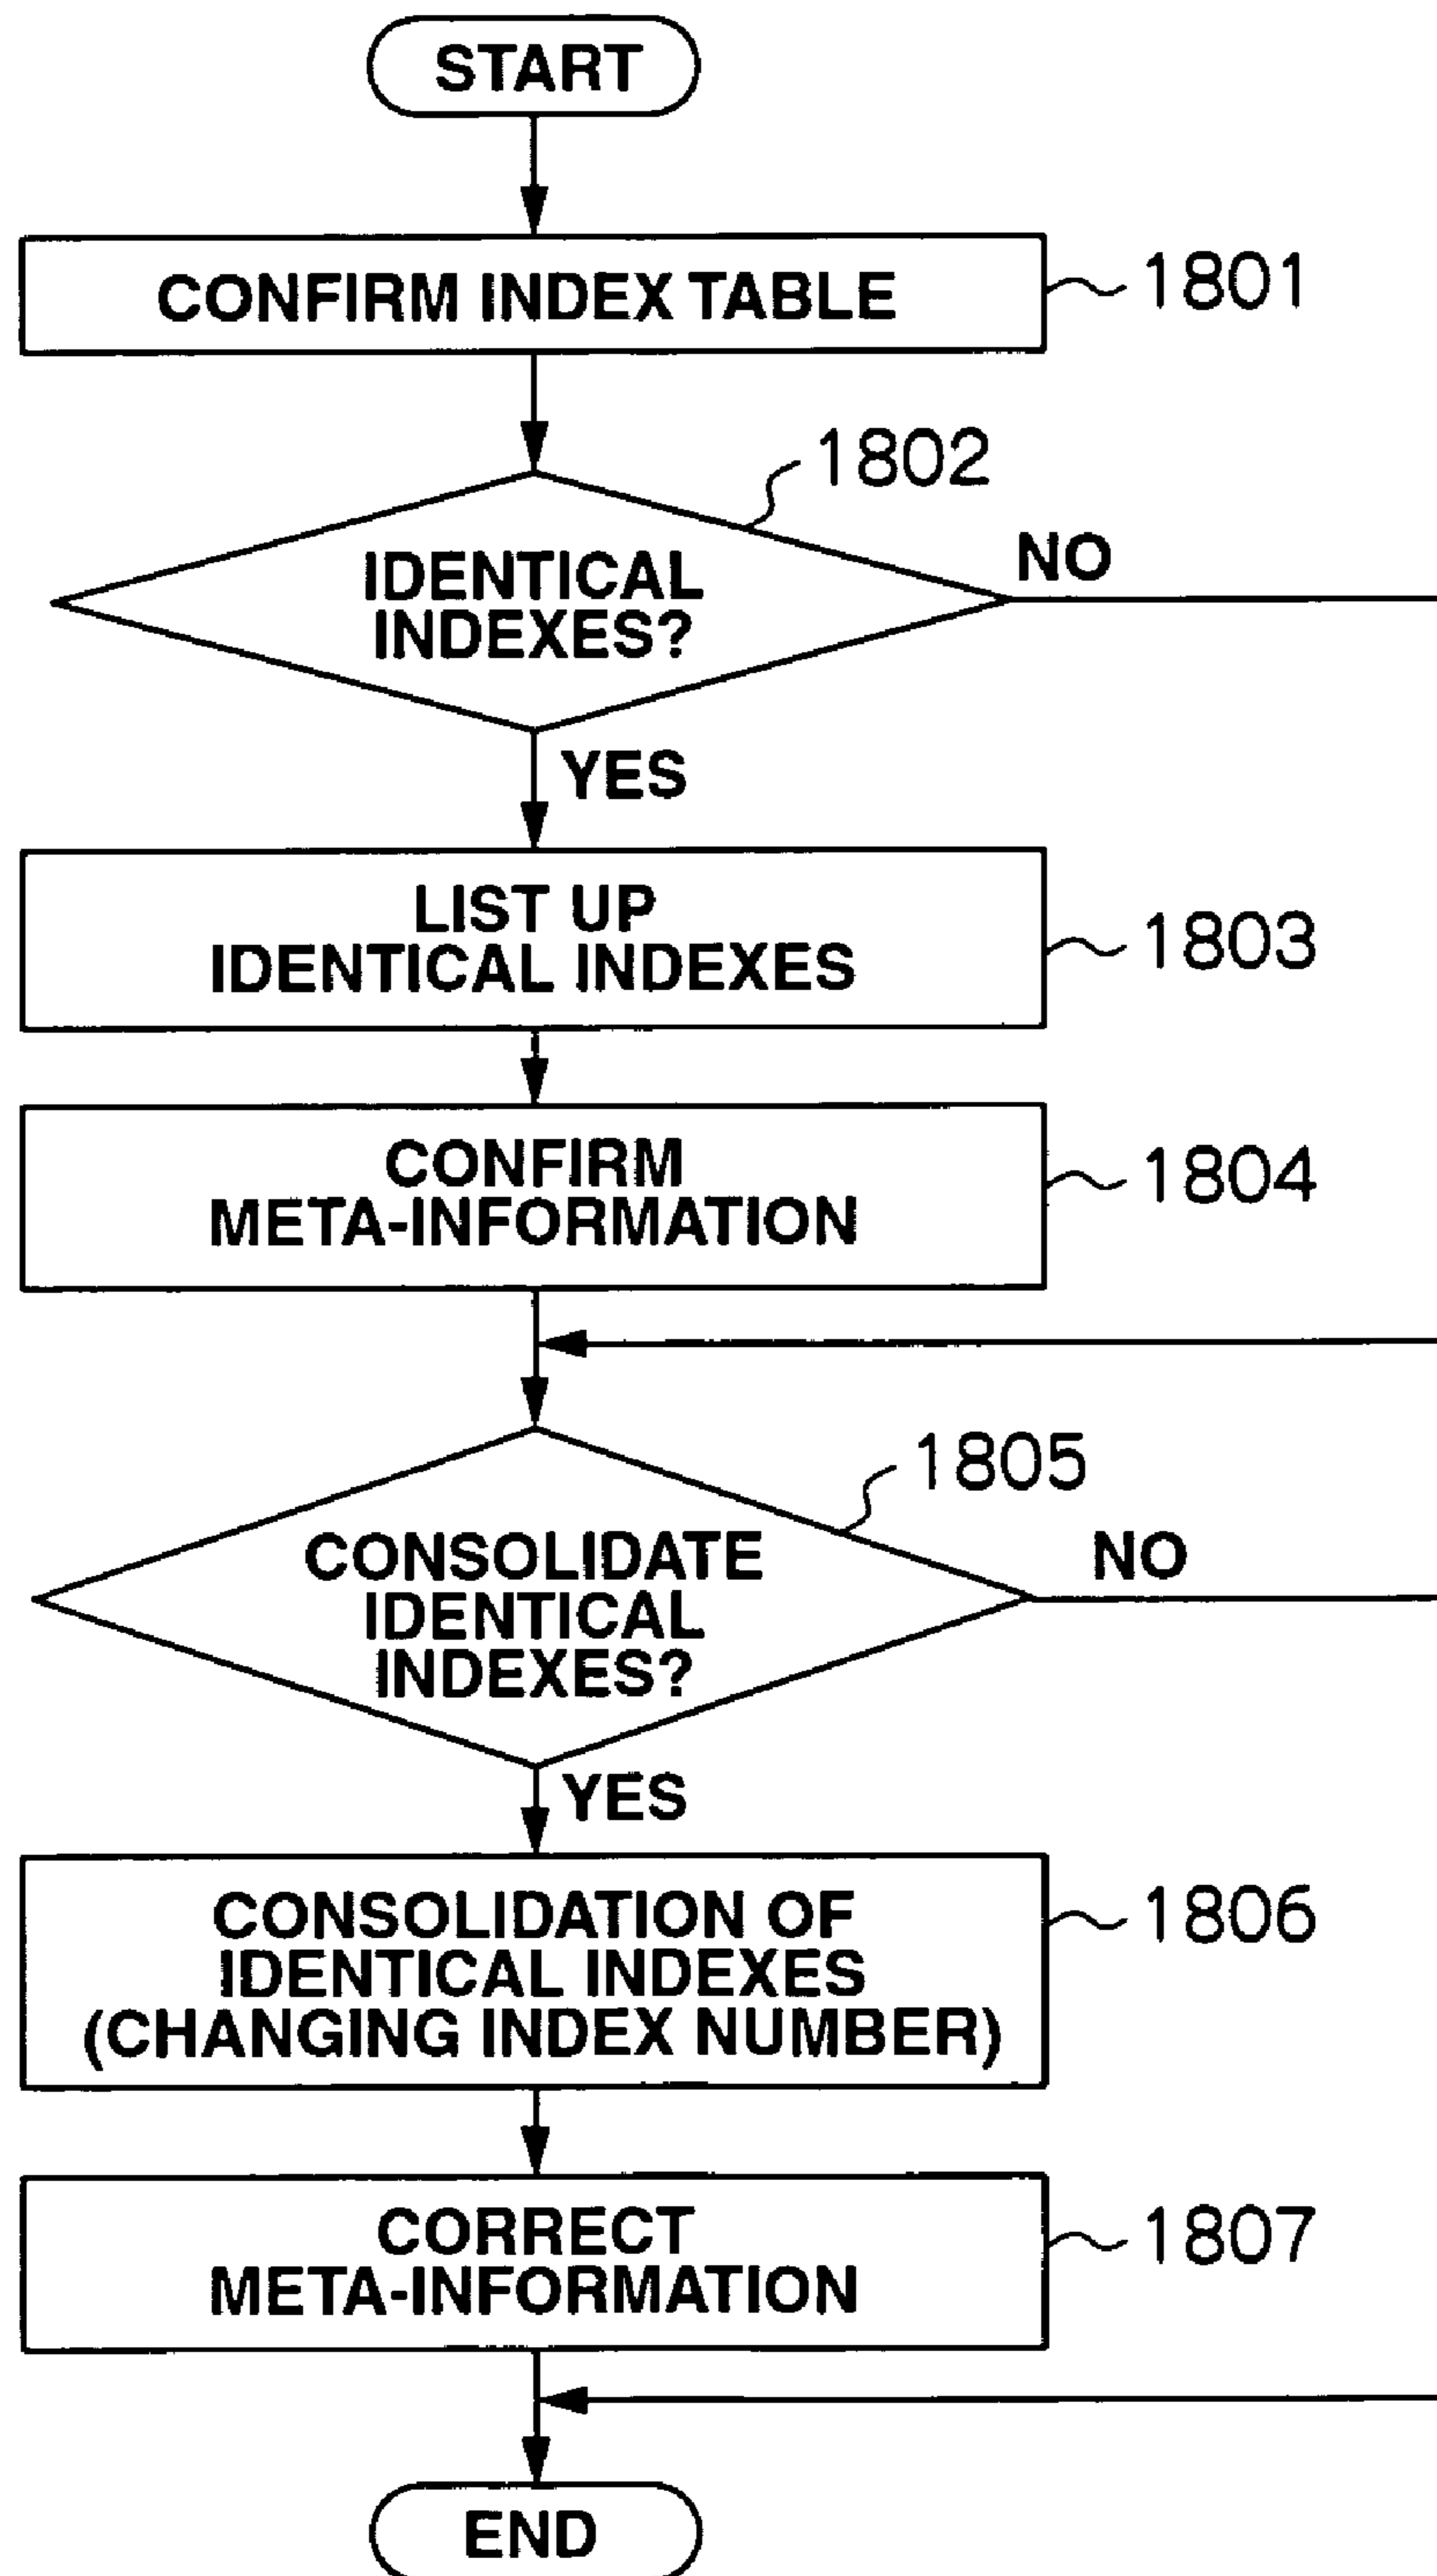 START
CONFIRM INDEX TABLE
1801
1802
IDENTICAL
INDEXES?
NO
YES
LIST UP
IDENTICAL INDEXES
1803
CONFIRM
META-INFORMATION
1804
1805
CONSOLIDATE
IDENTICAL
INDEXES?
NO
YES
CONSOLIDATION OF
IDENTICAL INDEXES
(CHANGING INDEX NUMBER)
1806
CORRECT
META-INFORMATION
1807
END